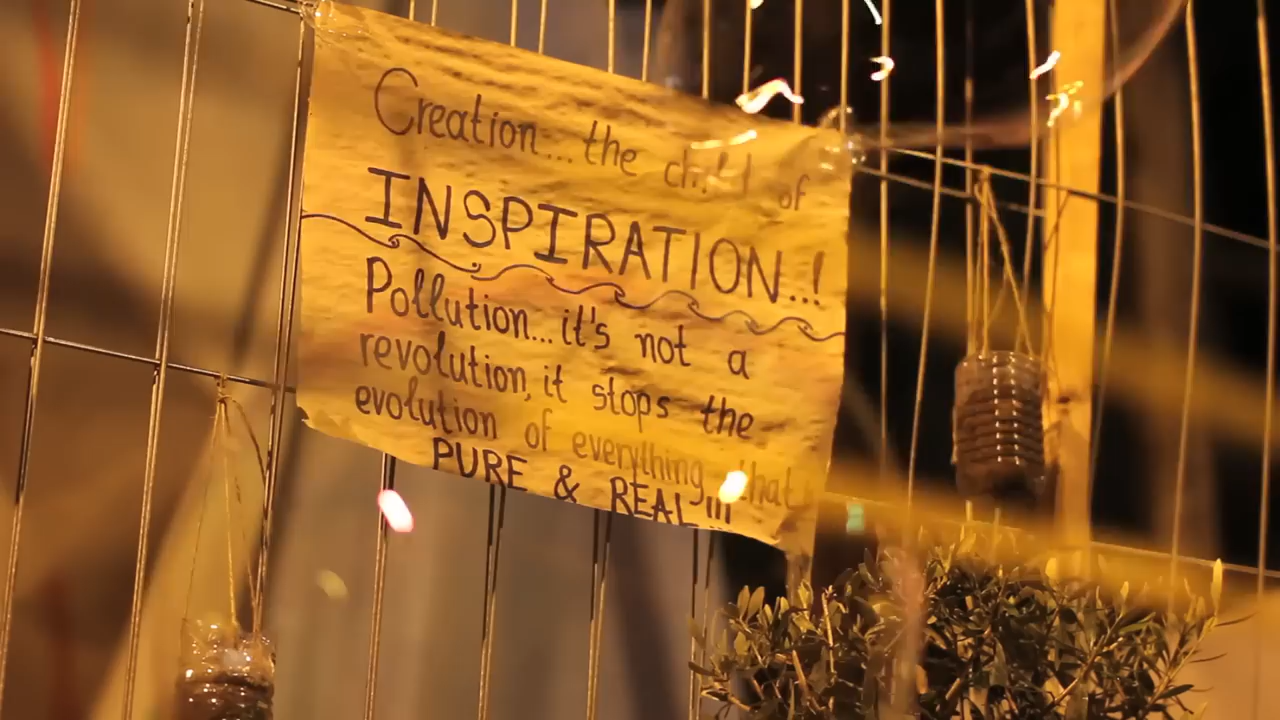 Creation... the child of
INSPIRATION..!
Pollution... it's not a
revolution, it stops the
evolution of everything that
PURE & REAL...